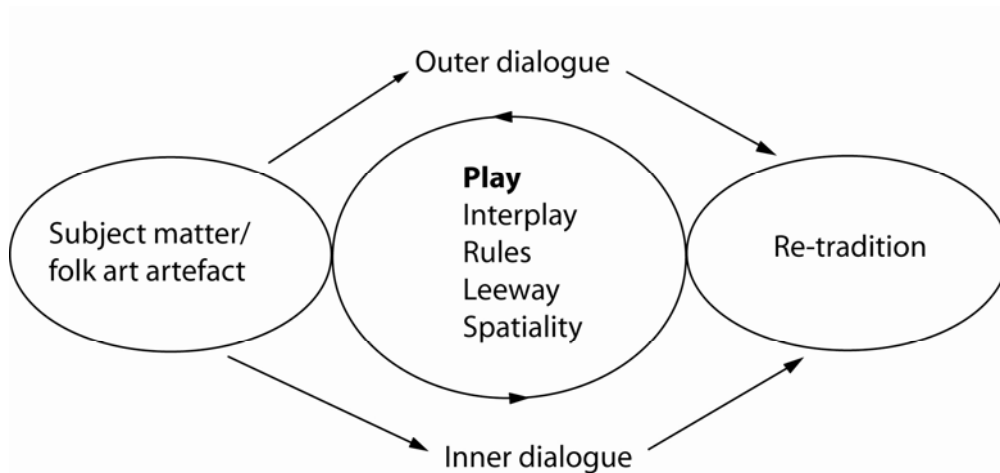 Outer dialogue
Subject matter/
folk art artefact
Play
Interplay
Rules
Leeway
Spatiality
Re-tradition
Inner dialogue